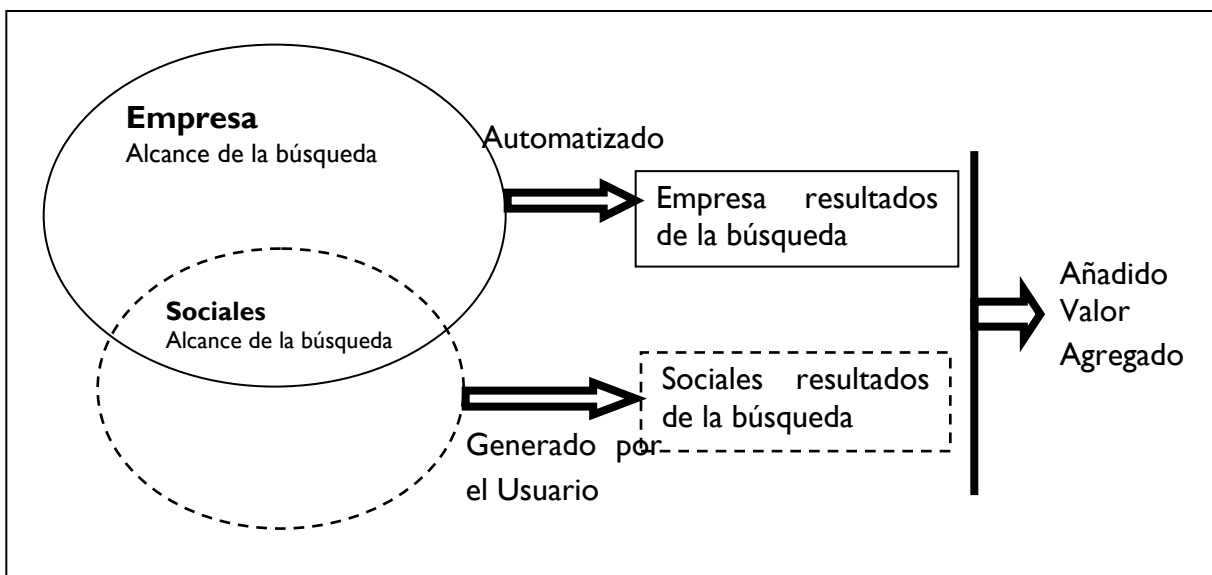 Empresa
Alcance de la búsqueda
Automatizado
Empresa resultados
de la búsqueda
Sociales
Alcance de la búsqueda
Sociales resultados
de la búsqueda
Generado por
el Usuario
Añadido
Valor
Agregado